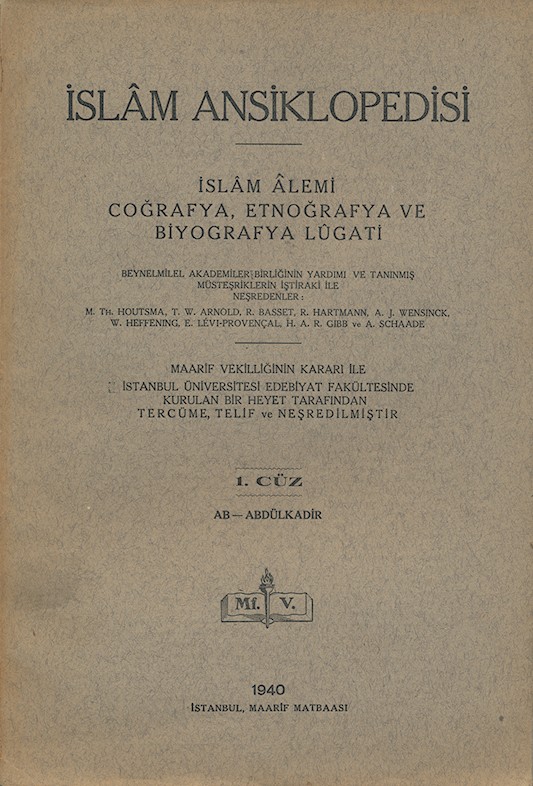 İSLÂM ANSİKLOPEDİSİ
İSLÂM ÂLEMİ
COĞRAFYA, ETNOĞRAFYA VE
BİYOGRAFYA LÛGATİ
BEYNELMİLEL AKADEMİLER BİRLİĞİNİN YARDIMI VE TANINMIŞ
MÜSTEŞRİKLERİN İŞTİRAKİ İLE
NEŞREDENLER :
M. TH. HOUTSMA, T. W. ARNOLD, R. BASSET, R. HARTMANN, A. J. WENSINCK,
W. HEFFENING, E. LÉVI-PROVENÇAL, H. A. R. GIBB ve A. SCHAADE
MAARİF VEKİLLİĞİNİN KARARI İLE
İSTANBUL ÜNİVERSİTESİ EDEBİYAT FAKÜLTESİNDE
KURULAN BİR HEYET TARAFINDAN
TERCÜME, TELİF ve NEŞREDİLMİŞTİR
1. CÜZ
AB — ABDÜLKADİR
Mf. V.
1940
İSTANBUL, MAARİF MATBAASI